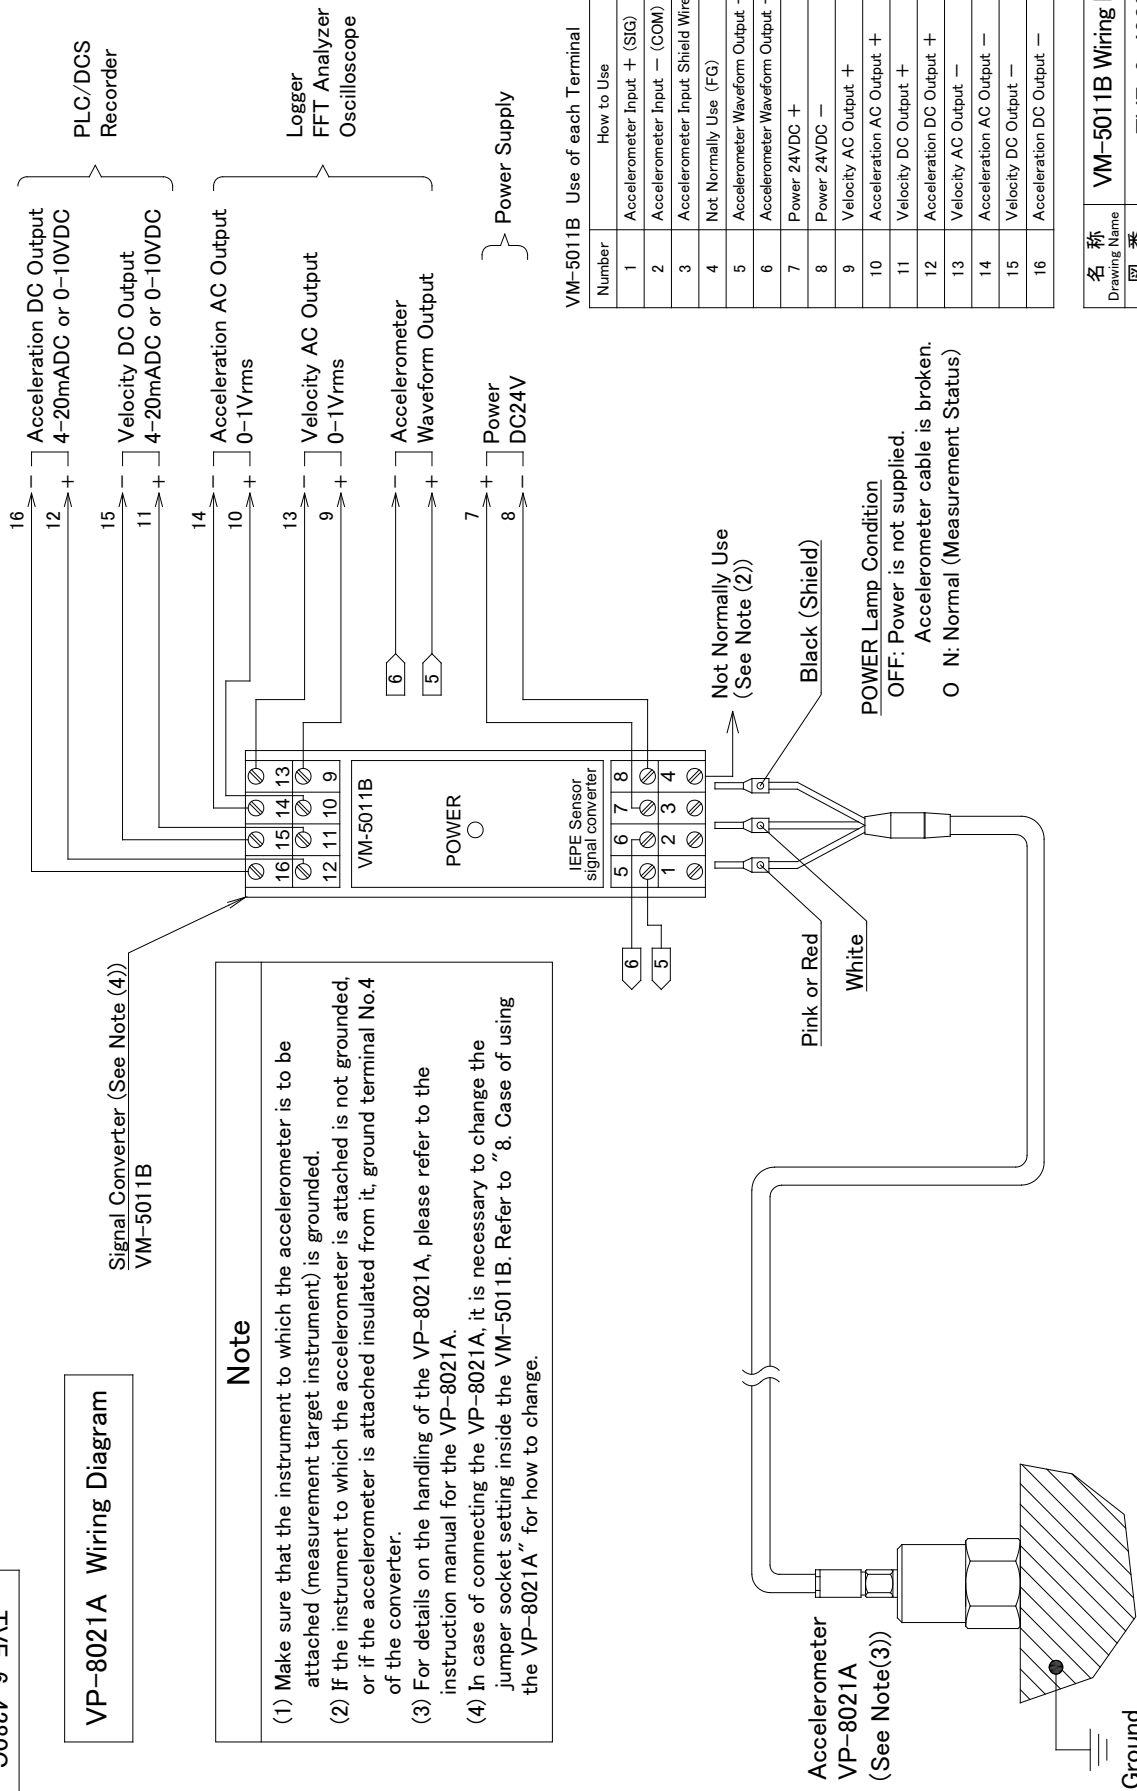 VP-8021A Wiring Diagram
Signal Converter (See Note (4))
VM-5011B
Note
(1) Make sure that the instrument to which the accelerometer is to be
attached (measurement target instrument) is grounded.
(2) If the instrument to which the accelerometer is attached is not grounded,
or if the accelerometer is attached insulated from it, ground terminal No.4
of the converter.
(3) For details on the handling of the VP-8021A, please refer to the
instruction manual for the VP-8021A.
(4) In case of connecting the VP-8021A, it is necessary to change the
jumper socket setting inside the VM-5011B. Refer to "8. Case of using
the VP-8021A" for how to change.
16 - Acceleration DC Output
12 + 4-20mADC or 0-10VDC
15 - Velocity DC Output
11 + 4-20mADC or 0-10VDC
PLC/DCS
Recorder
14 - Acceleration AC Output
10 + 0-1Vrms
13 - Velocity AC Output
9 + 0-1Vrms
6 - Accelerometer
5 + Waveform Output
Logger
FFT Analyzer
Oscilloscope
7 + Power
8 - DC24V
Power Supply
16 15 14 13
12 11 10 9
VM-5011B
POWER
IEPE Sensor
signal converter
5 6 7 8
1 2 3 4
6
5
Not Normally Use
(See Note (2))
Pink or Red
White
Black (Shield)
POWER Lamp Condition
OFF: Power is not supplied.
Accelerometer cable is broken.
O N: Normal (Measurement Status)
Accelerometer
VP-8021A
(See Note(3))
Ground
VM-5011B Use of each Terminal
Number How to Use
1 Accelerometer Input + (SIG)
2 Accelerometer Input - (COM)
3 Accelerometer Input Shield Wire
4 Not Normally Use (FG)
5 Accelerometer Waveform Output
6 Accelerometer Waveform Output
7 Power 24VDC +
8 Power 24VDC -
9 Velocity AC Output +
10 Acceleration AC Output +
11 Velocity DC Output +
12 Acceleration DC Output +
13 Velocity AC Output -
14 Acceleration AC Output -
15 Velocity DC Output -
16 Acceleration DC Output -
名 称
Drawing Name
VM-5011B Wiring